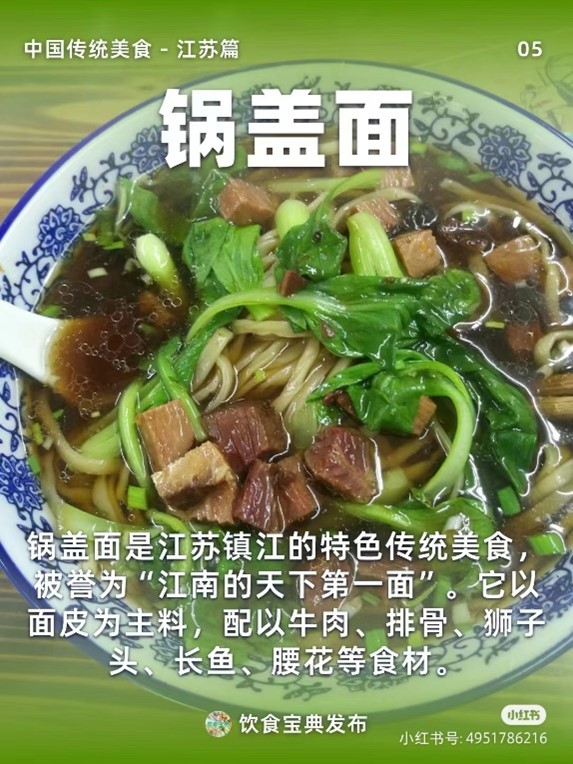 中国传统美食 - 江苏篇
05
锅盖面
锅盖面是江苏镇江的特色传统美食，
被誉为“江南的天下第一面”。它以
面皮为主料，配以牛肉、排骨、狮子
头、长鱼、腰花等食材。
饮食宝典发布
小红书
小红书号: 4951786216